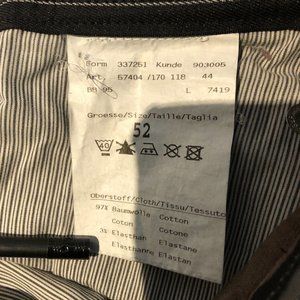 Form 337251 Kunde 903005
Art. 57404 /170 118 44
BB 95 L 7419
Groesse/Size/Taille/Taglia
52
40
Oberstoff/Cloth/Tissu/Tessuto
97% Baumwolle Cotton
Coton Cotone
3% Elasthan Elastane
Elasthanne Elastan